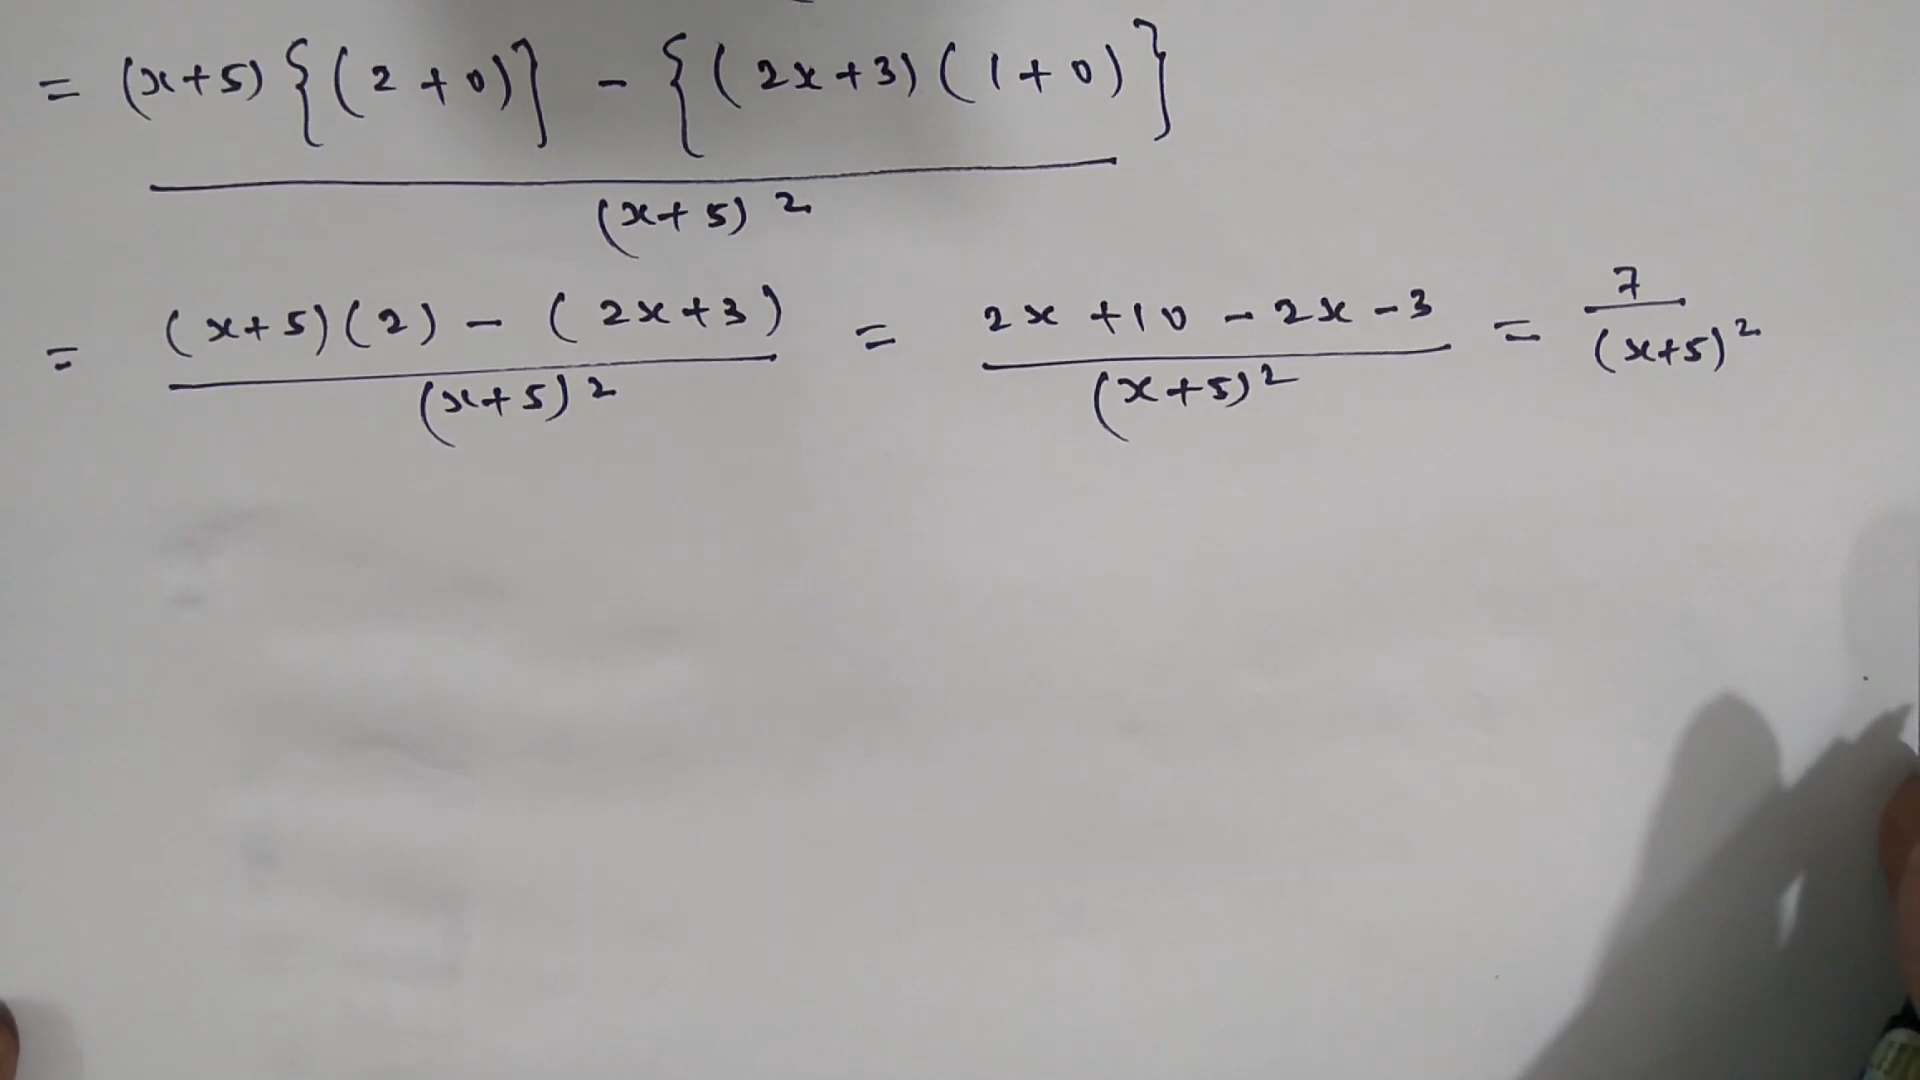 = (x+5) {(2+0)} - {(2x+3)(1+0)}
(x+5)²
= (x+5)(2) - (2x+3) = 2x+10-2x-3 = 7
(x+5)² (x+5)² (x+5)²